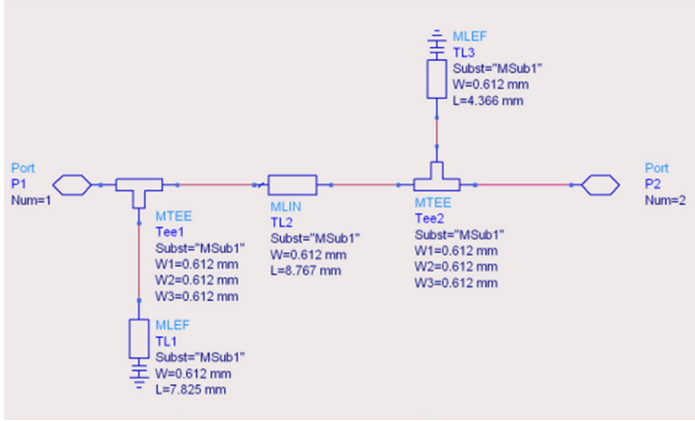 MLEF
TL3
Subst="MSub1"
W=0.612 mm
L=4.366 mm
Port
P1
Num=1
MTEE
Tee1
Subst="MSub1"
W1=0.612 mm
W2=0.612 mm
W3=0.612 mm
MLIN
TL2
Subst="MSub1"
W=0.612 mm
L=8.767 mm
MTEE
Tee2
Subst="MSub1"
W1=0.612 mm
W2=0.612 mm
W3=0.612 mm
Port
P2
Num=2
MLEF
TL1
Subst="MSub1"
W=0.612 mm
L=7.825 mm